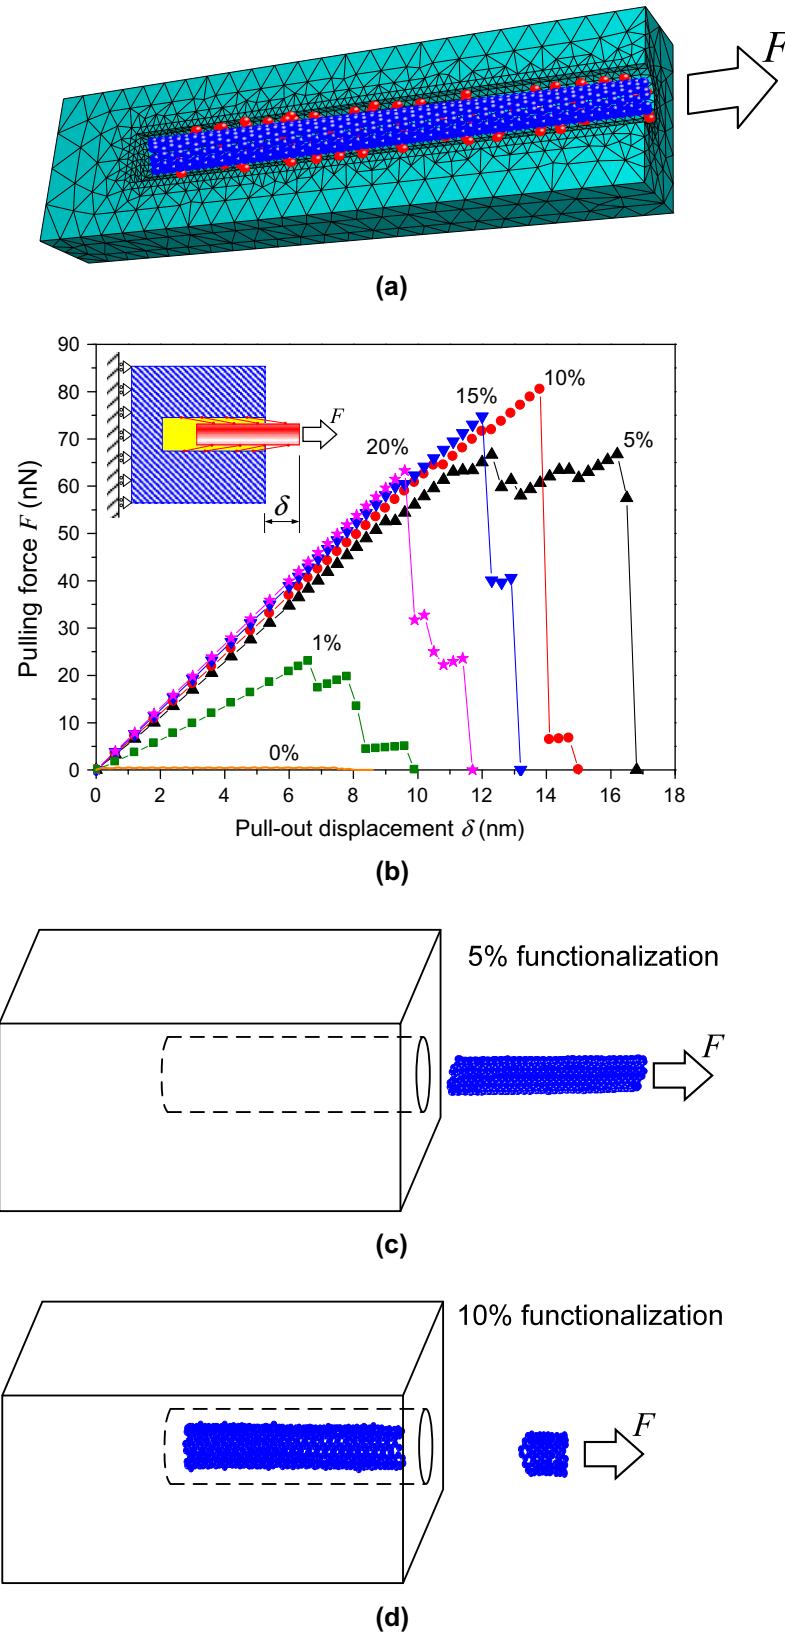 F
(a)
90
80
70
60
50
40
30
20
10
0
Pulling force F (nN)
F
δ
20%
15%
10%
5%
1%
0%
0 2 4 6 8 10 12 14 16 18
Pull-out displacement δ (nm)
(b)
5% functionalization
F
(c)
10% functionalization
F
(d)